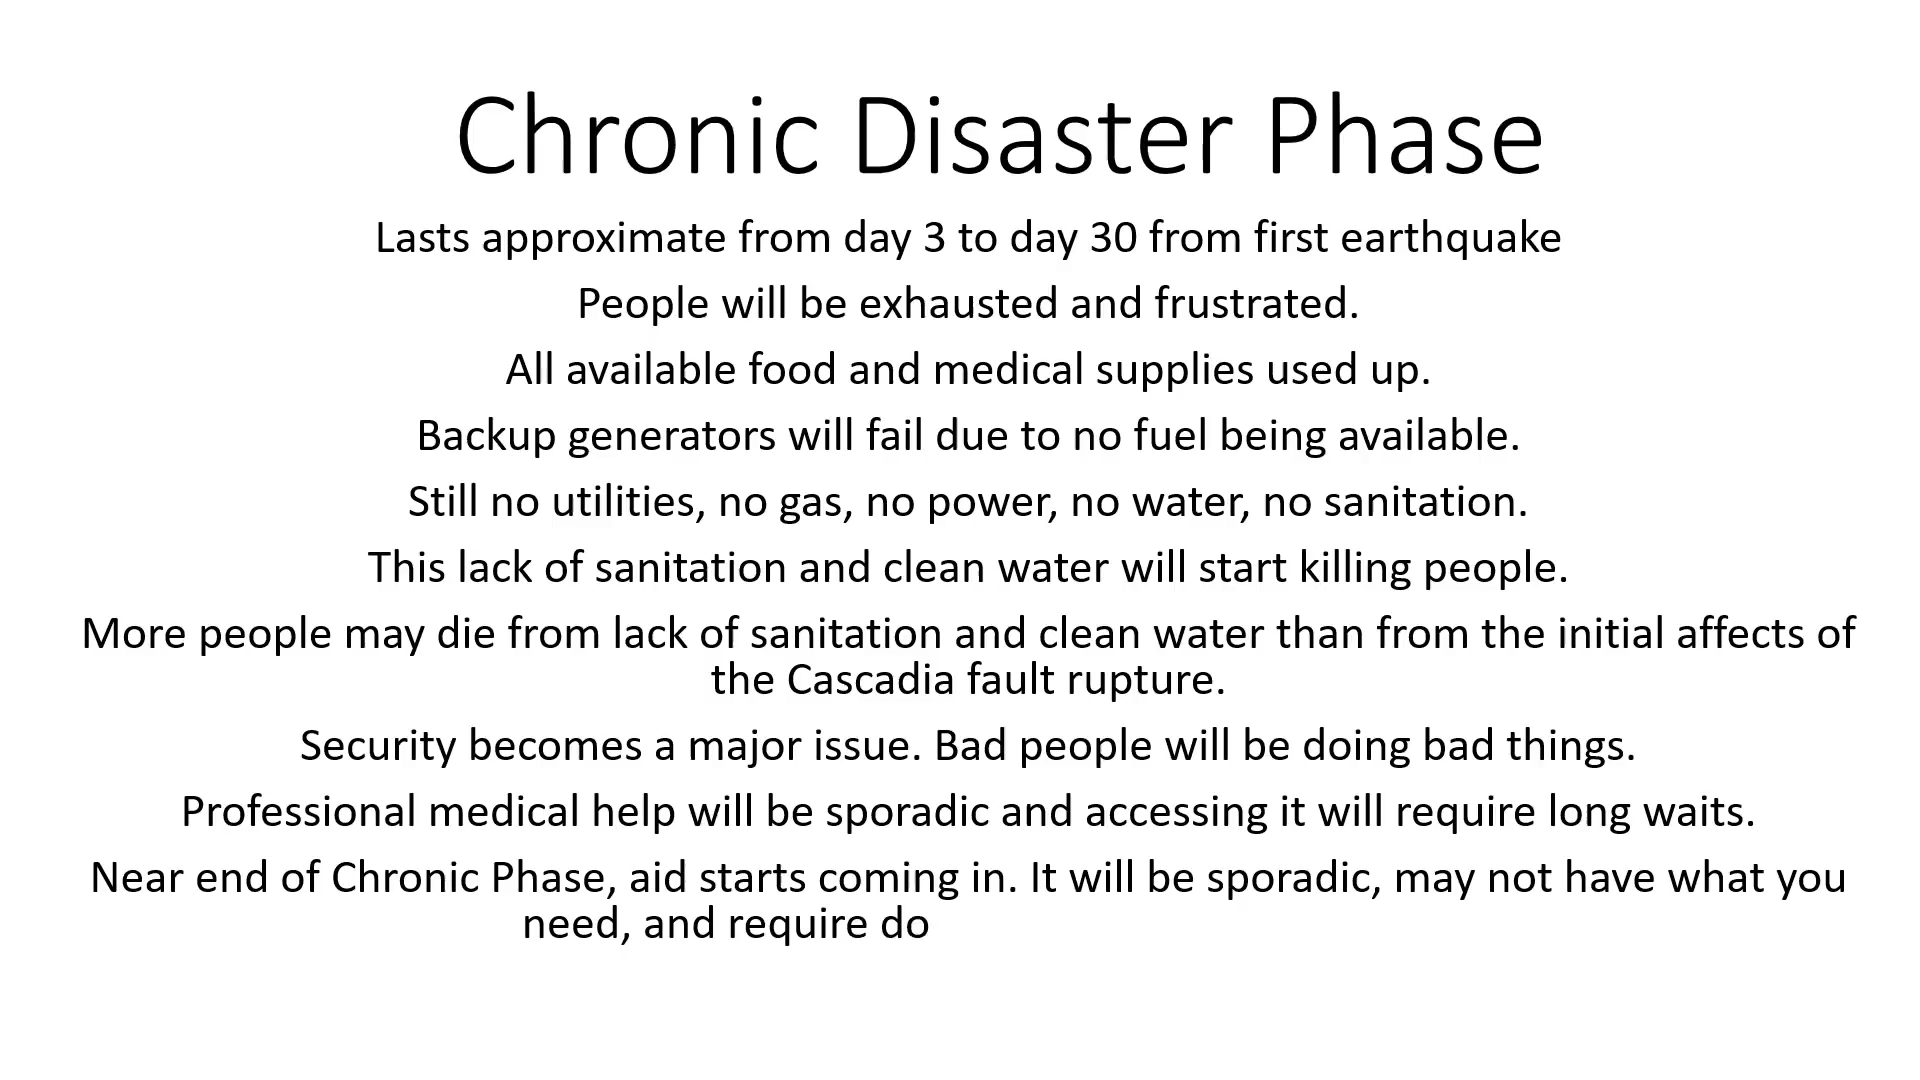 Chronic Disaster Phase
Lasts approximate from day 3 to day 30 from first earthquake
People will be exhausted and frustrated.
All available food and medical supplies used up.
Backup generators will fail due to no fuel being available.
Still no utilities, no gas, no power, no water, no sanitation.
This lack of sanitation and clean water will start killing people.
More people may die from lack of sanitation and clean water than from the initial affects of
the Cascadia fault rupture.
Security becomes a major issue. Bad people will be doing bad things.
Professional medical help will be sporadic and accessing it will require long waits.
Near end of Chronic Phase, aid starts coming in. It will be sporadic, may not have what you
need, and require do